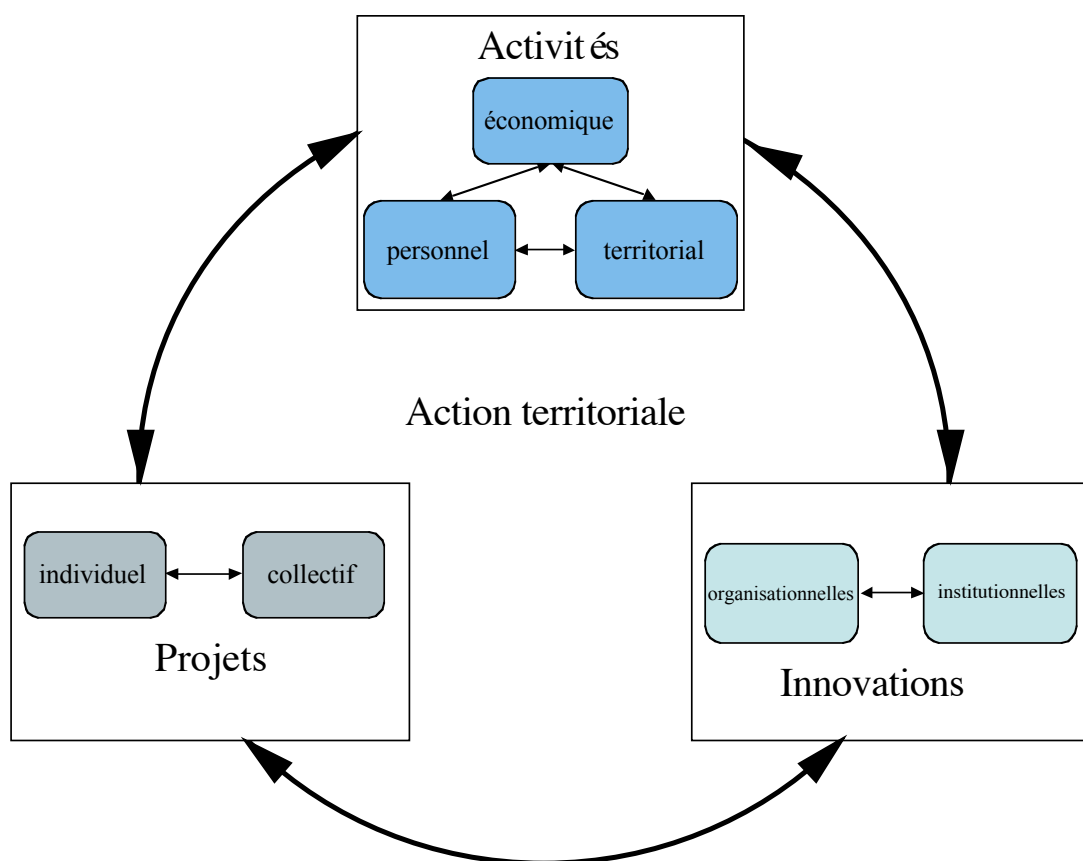 Activités
économique
personnel
territorial
Action territoriale
individuel
collectif
Projets
organisationnelles
institutionnelles
Innovations